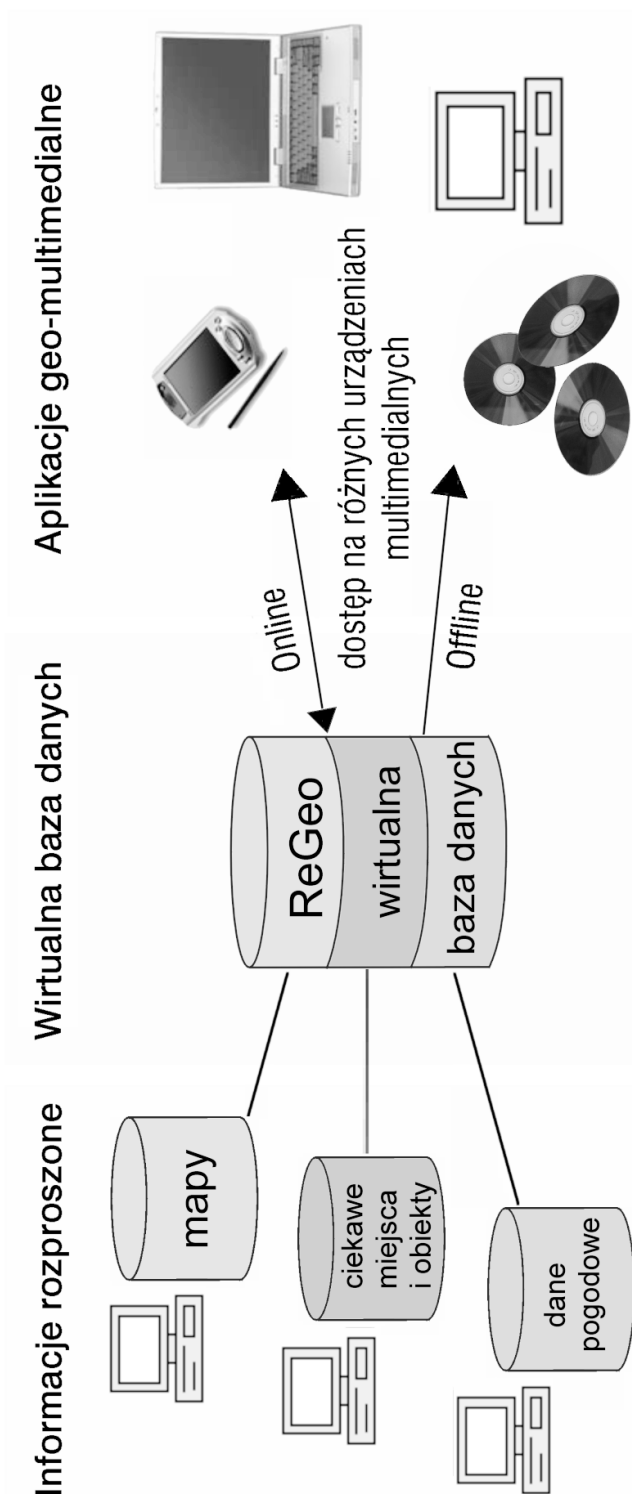 Informacje rozproszone
Wirtualna baza danych
Aplikacje geo-multimedialne
mapy
ciekawe
miejsca
i obiekty
dane
pogodowe
ReGeo
wirtualna
baza danych
Online
dostęp na różnych urządzeniach
multimedialnych
Offline